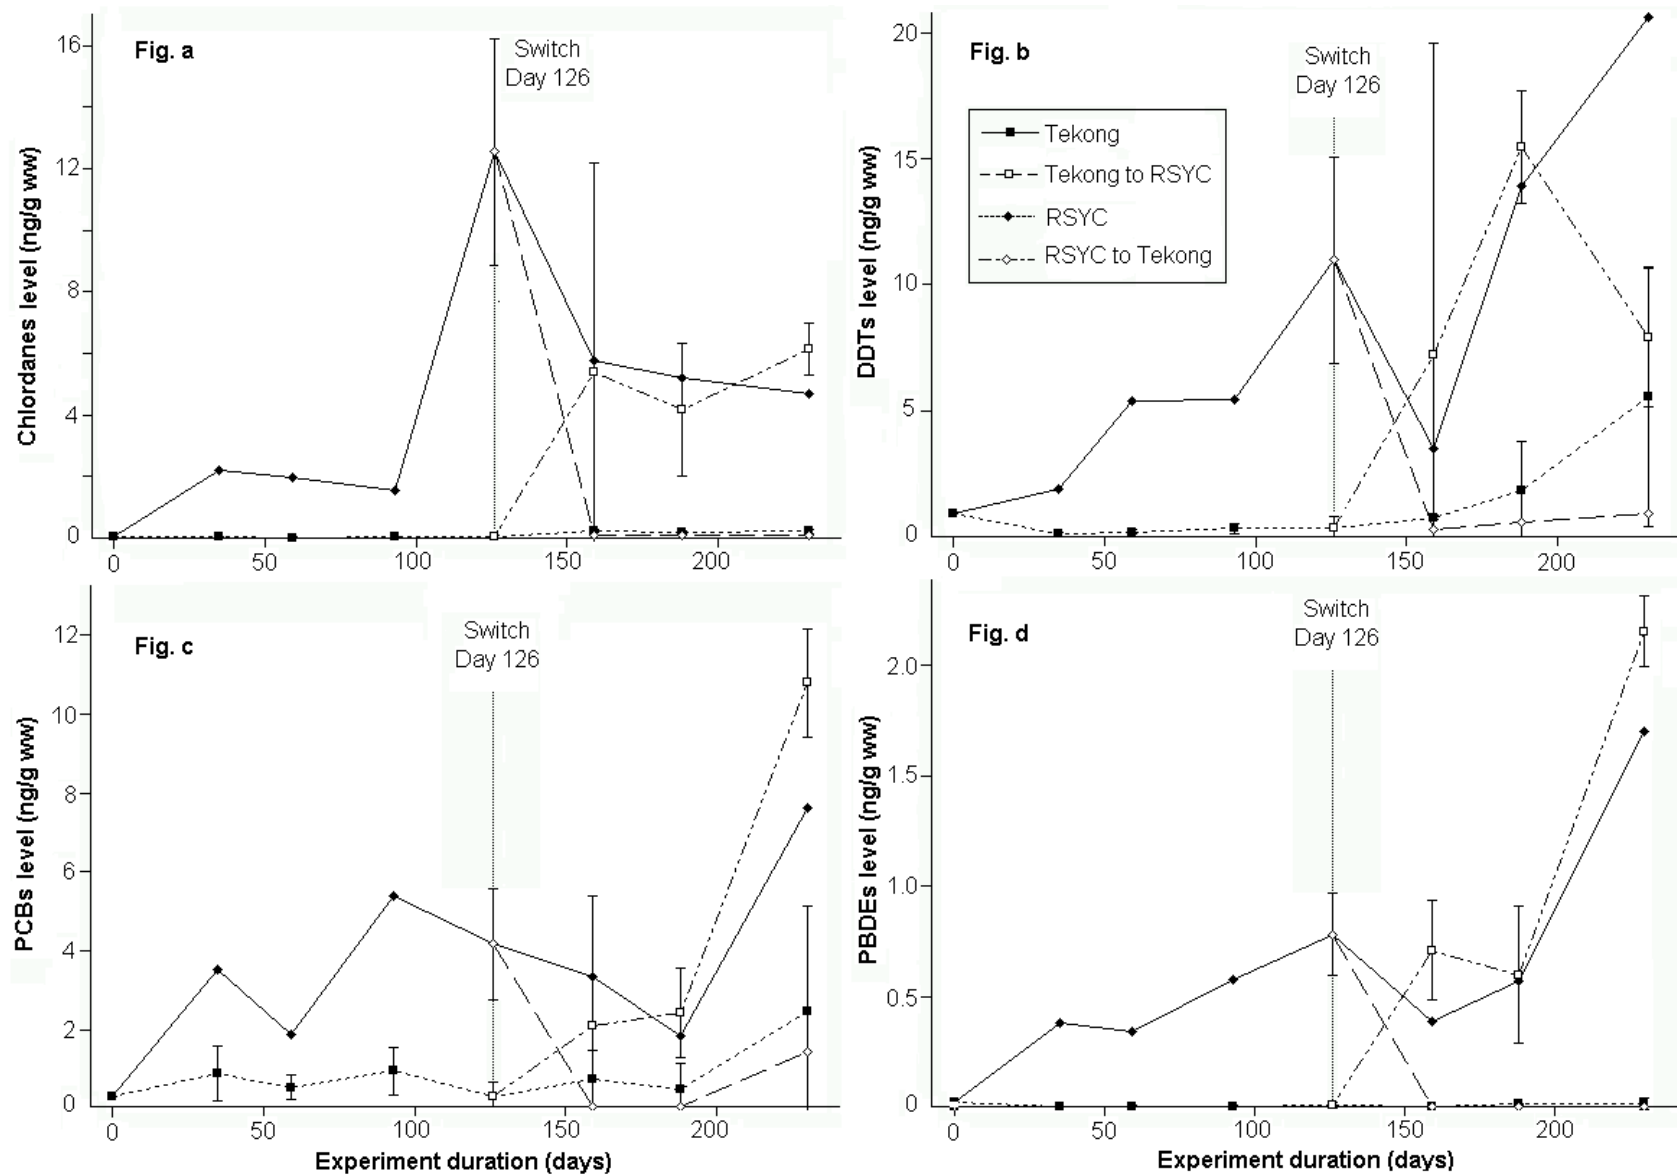 Fig. a
Switch
Day 126
Chlordanes level (ng/g ww)
16
12
8
4
0
0
50
100
150
200
Fig. b
Switch
Day 126
Tekong
Tekong to RSYC
RSYC
RSYC to Tekong
DDTs level (ng/g ww)
20
15
10
5
0
0
50
100
150
200
Fig. c
Switch
Day 126
PCBs level (ng/g ww)
12
10
8
6
4
2
0
0
50
100
150
200
Experiment duration (days)
Fig. d
Switch
Day 126
PBDEs level (ng/g ww)
2.0
1.5
1.0
0.5
0
0
50
100
150
200
Experiment duration (days)